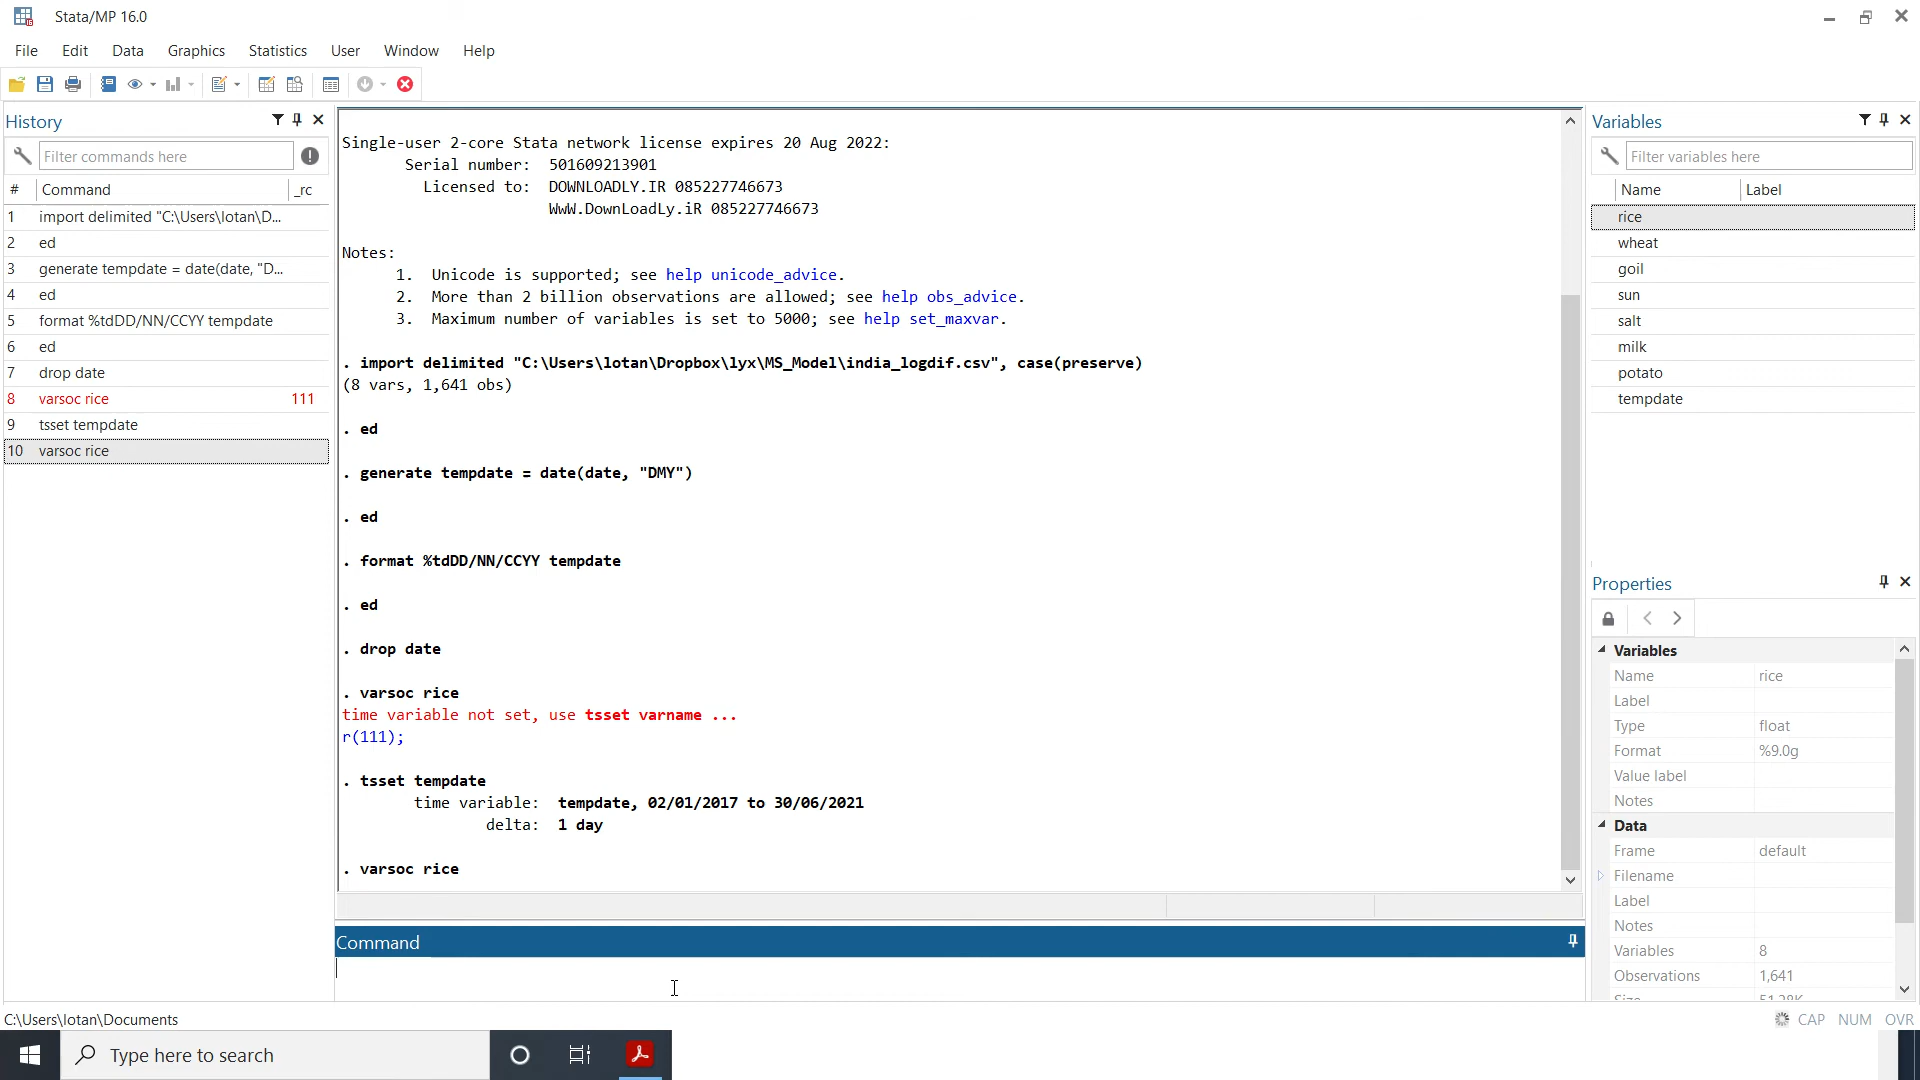 Stata/MP 16.0
File Edit Data Graphics Statistics User Window Help
History
Filter commands here
# Command _rc
1 import delimited "C:\Users\lotan\D...
2 ed
3 generate tempdate = date(date, "D...
4 ed
5 format %tdDD/NN/CCYY tempdate
6 ed
7 drop date
8 varsoc rice 111
9 tsset tempdate
10 varsoc rice
Single-user 2-core Stata network license expires 20 Aug 2022:
Serial number: 501609213901
Licensed to: DOWNLOADLY.IR 085227746673
WwW.DownLoadLy.iR 085227746673
Notes:
1. Unicode is supported; see help unicode_advice.
2. More than 2 billion observations are allowed; see help obs_advice.
3. Maximum number of variables is set to 5000; see help set_maxvar.
. import delimited "C:\Users\lotan\Dropbox\lyx\MS_Model\india_logdif.csv", case(preserve)
(8 vars, 1,641 obs)
. ed
. generate tempdate = date(date, "DMY")
. ed
. format %tdDD/NN/CCYY tempdate
. ed
. drop date
. varsoc rice
time variable not set, use tsset varname ...
r(111);
. tsset tempdate
time variable: tempdate, 02/01/2017 to 30/06/2021
delta: 1 day
. varsoc rice
Command
Variables
Filter variables here
Name Label
rice
wheat
goil
sun
salt
milk
potato
tempdate
Properties
Variables
Name rice
Label
Type float
Format %9.0g
Value label
Notes
Data
Frame default
Filename
Label
Notes
Variables 8
Observations 1,641
C:\Users\lotan\Documents
CAP NUM OVR
Type here to search